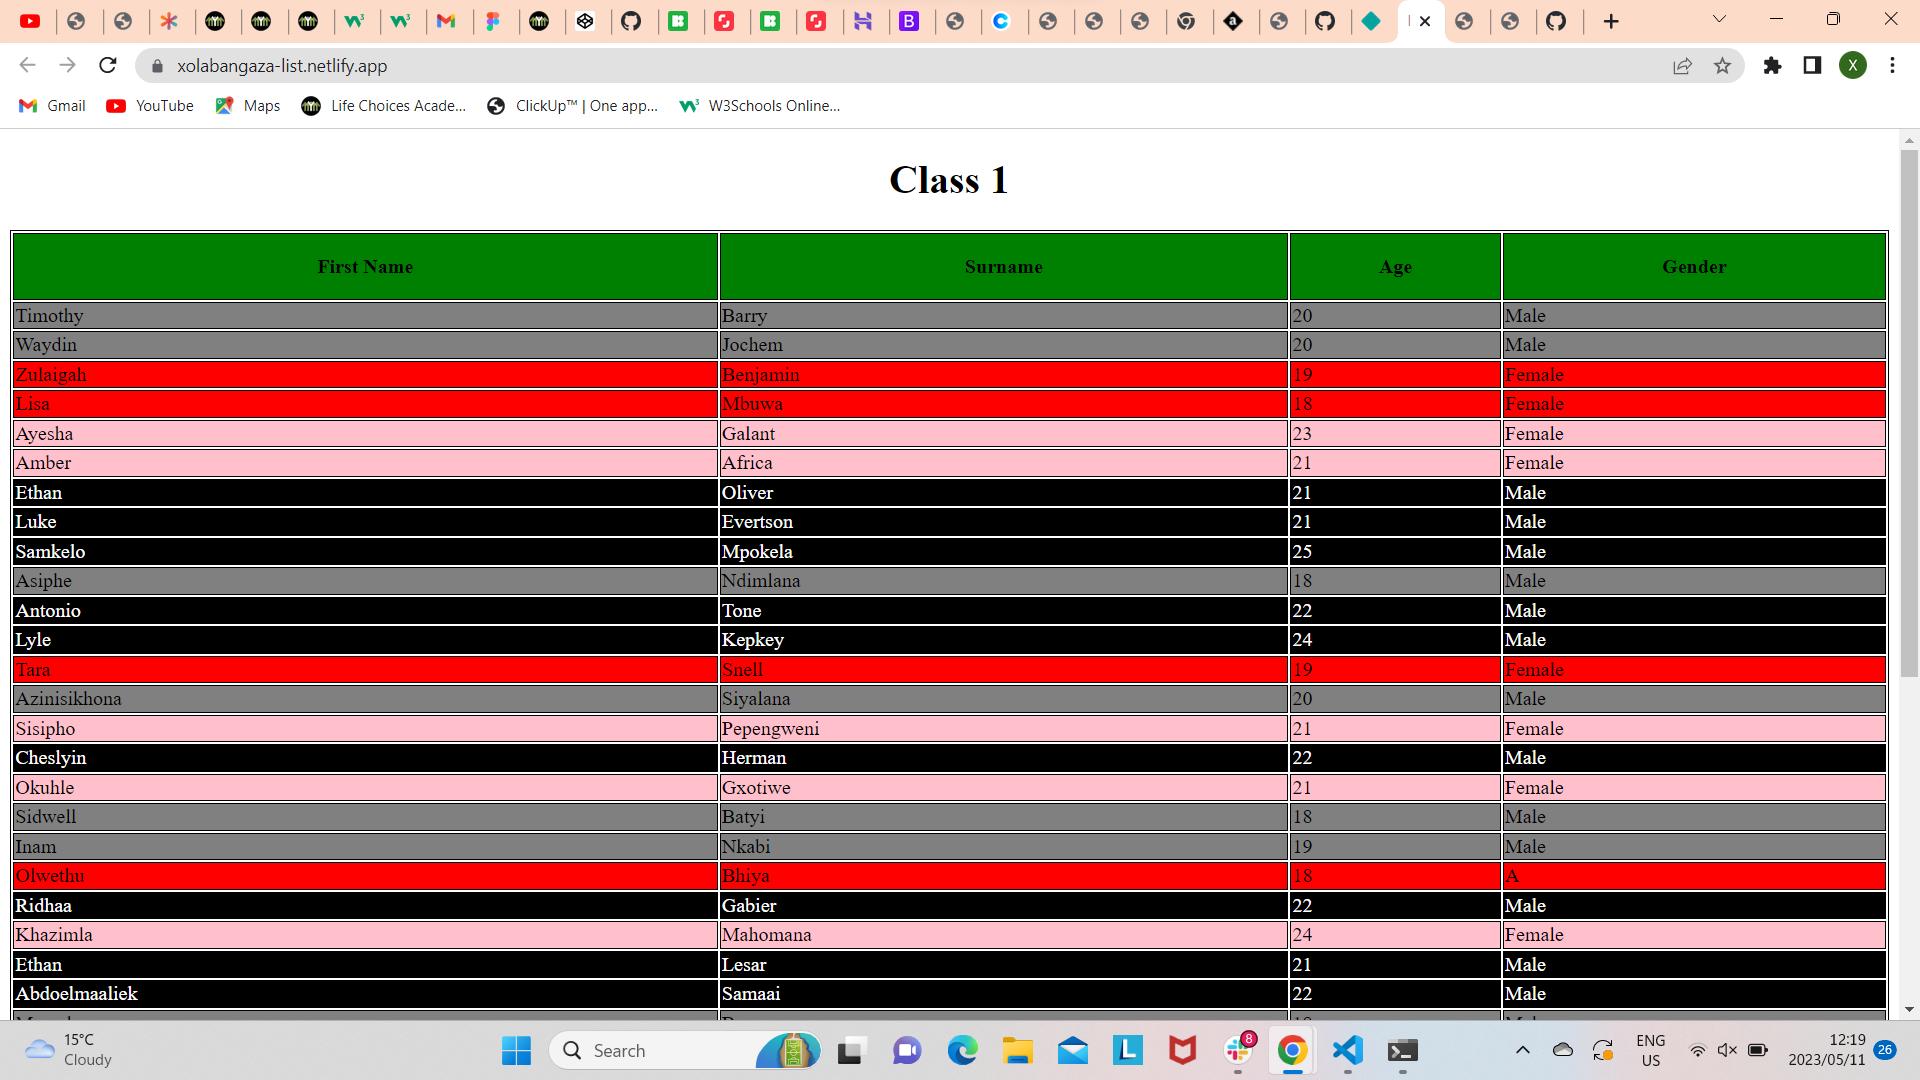 xolabangaza-list.netlify.app
X
Gmail YouTube Maps Life Choices Acade... ClickUp™ | One app... W3Schools Online...
Class 1
First Name Surname Age Gender
Timothy Barry 20 Male
Waydin Jochem 20 Male
Zulaigah Benjamin 19 Female
Lisa Mbuwa 18 Female
Ayesha Galant 23 Female
Amber Africa 21 Female
Ethan Oliver 21 Male
Luke Evertson 21 Male
Samkelo Mpokela 25 Male
Asiphe Ndimlana 18 Male
Antonio Tone 22 Male
Lyle Kepkey 24 Male
Tara Snell 19 Female
Azinisikhona Siyalana 20 Male
Sisipho Pepengweni 21 Female
Cheslyin Herman 22 Male
Okuhle Gxotiwe 21 Female
Sidwell Batyi 18 Male
Inam Nkabi 19 Male
Olwethu Bhiya 18 A
Ridhaa Gabier 22 Male
Khazimla Mahomana 24 Female
Ethan Lesar 21 Male
Abdoelmaaliek Samaai 22 Male
15°C
Cloudy
Search
8
ENG
US
12:19
2023/05/11
26